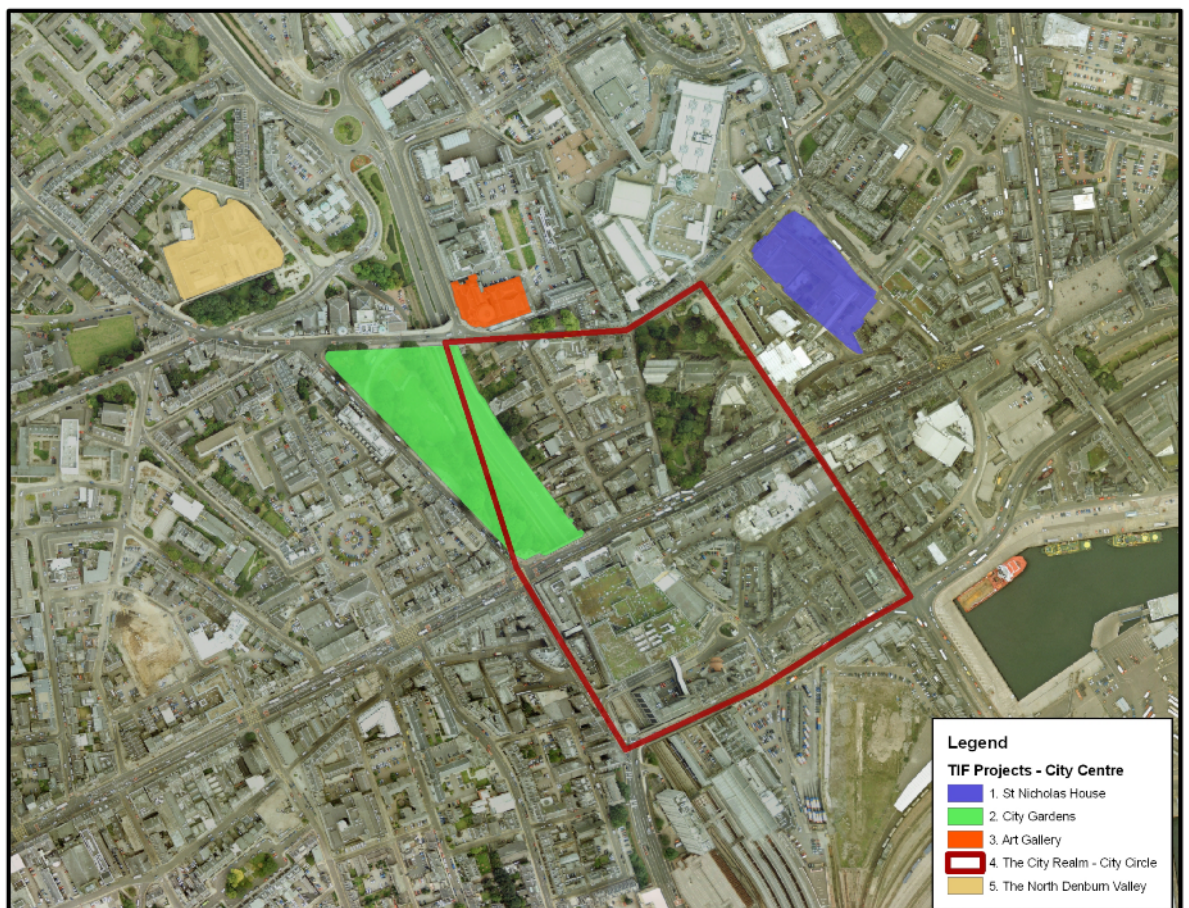 Legend
TIF Projects - City Centre
1. St Nicholas House
2. City Gardens
3. Art Gallery
4. The City Realm - City Circle
5. The North Denburn Valley